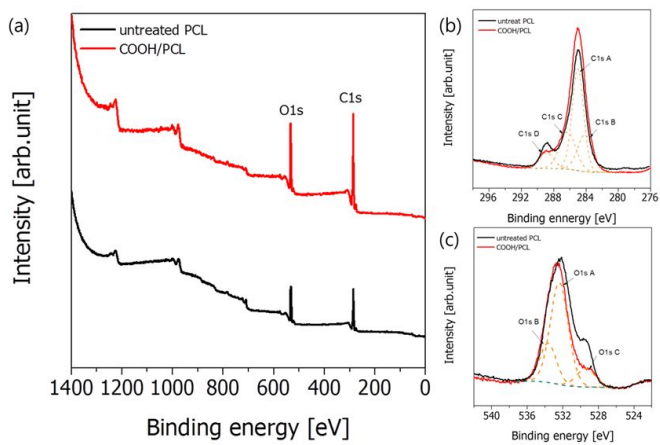 (a)
untreated PCL
COOH/PCL
O1s
C1s
Intensity [arb.unit]
1400 1200 1000 800 600 400 200 0
Binding energy [eV]
(b)
untreat PCL
COOH/PCL
C1s A
C1s C
C1s B
C1s D
Intensity [arb.unit]
296 292 288 284 280 276
Binding ennergy [eV]
(c)
untreated PCL
COOH/PCL
O1s A
O1s B
O1s C
Intensity [arb.unit]
540 536 532 528 524
Binding ennergy [eV]